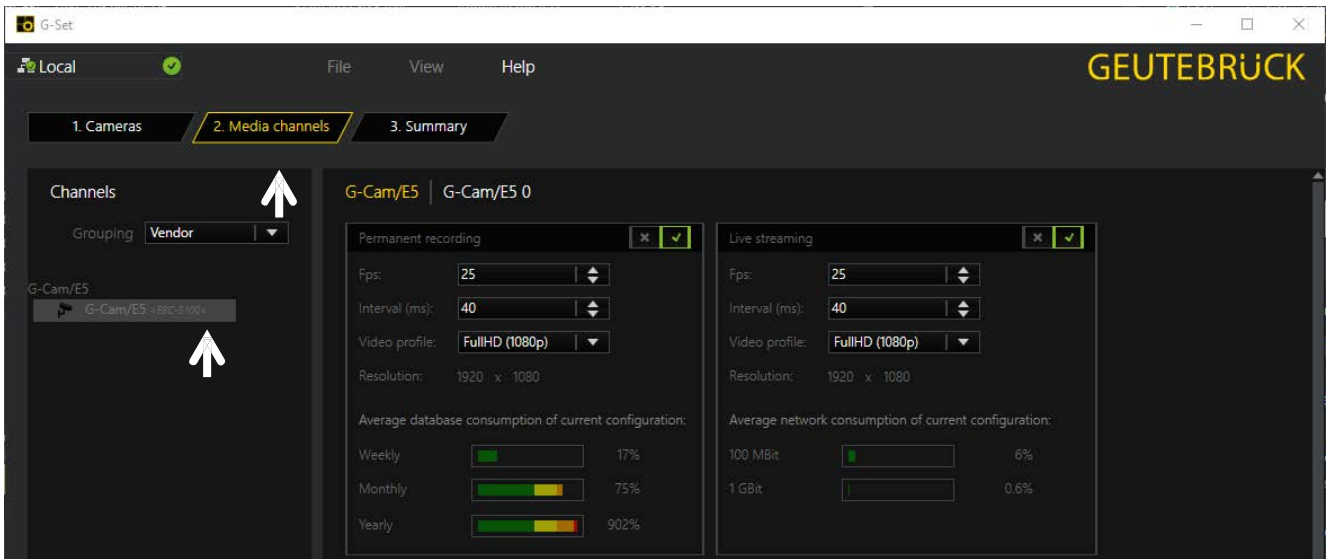 G-Set
Local File View Help GEUTEBRÜCK
1. Cameras 2. Media channels 3. Summary
Channels
Grouping Vendor
G-Cam/E5
G-Cam/E5 <EBC-5100>
G-Cam/E5 | G-Cam/E5 0
Permanent recording
Fps: 25
Interval (ms): 40
Video profile: FullHD (1080p)
Resolution: 1920 x 1080
Average database consumption of current configuration:
Weekly 17%
Monthly 75%
Yearly 902%
Live streaming
Fps: 25
Interval (ms): 40
Video profile: FullHD (1080p)
Resolution: 1920 x 1080
Average network consumption of current configuration:
100 MBit 6%
1 GBit 0.6%